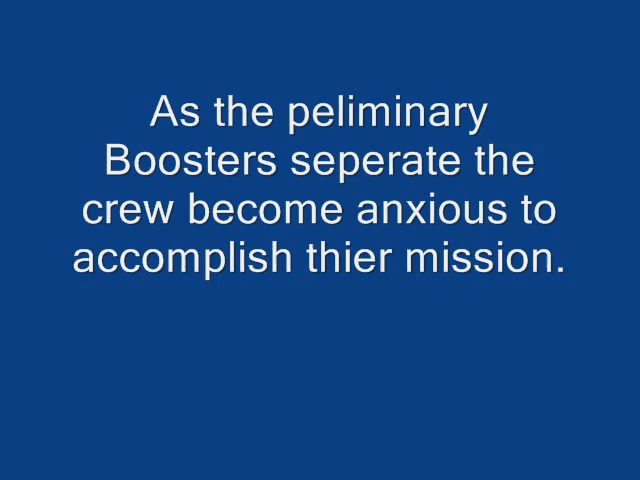 As the peliminary
Boosters seperate the
crew become anxious to
accomplish thier mission.